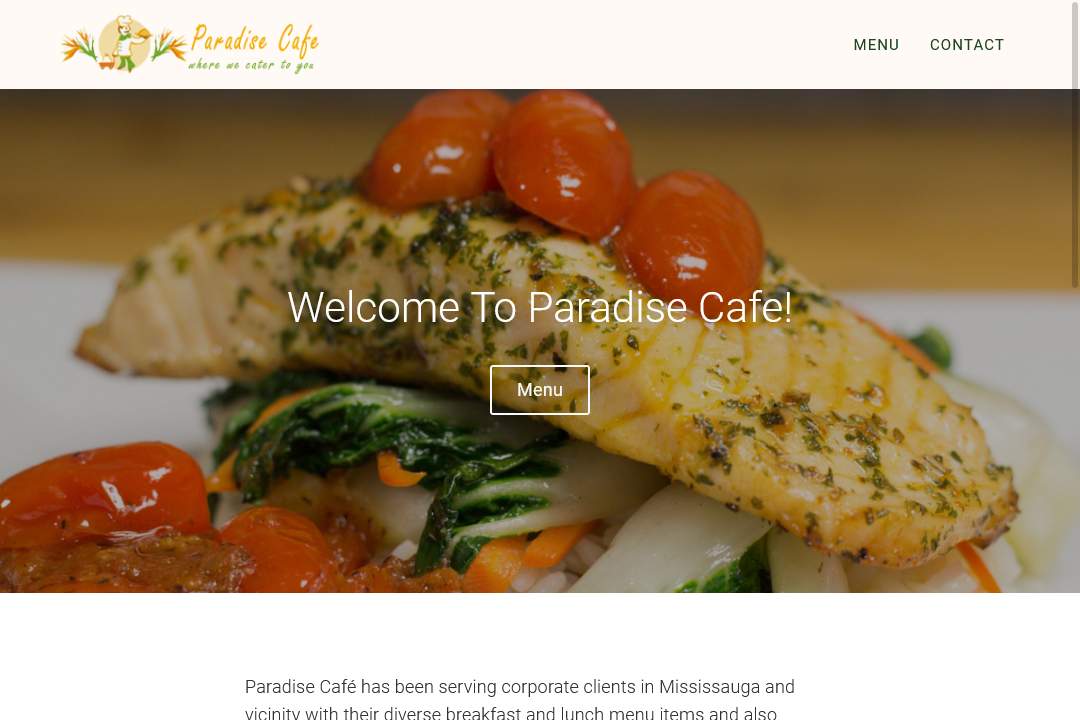 Paradise Cafe
where we cater to you
MENU
CONTACT
Welcome To Paradise Cafe!
Menu
Paradise Café has been serving corporate clients in Mississauga and
vicinity with their diverse breakfast and lunch menu items and also